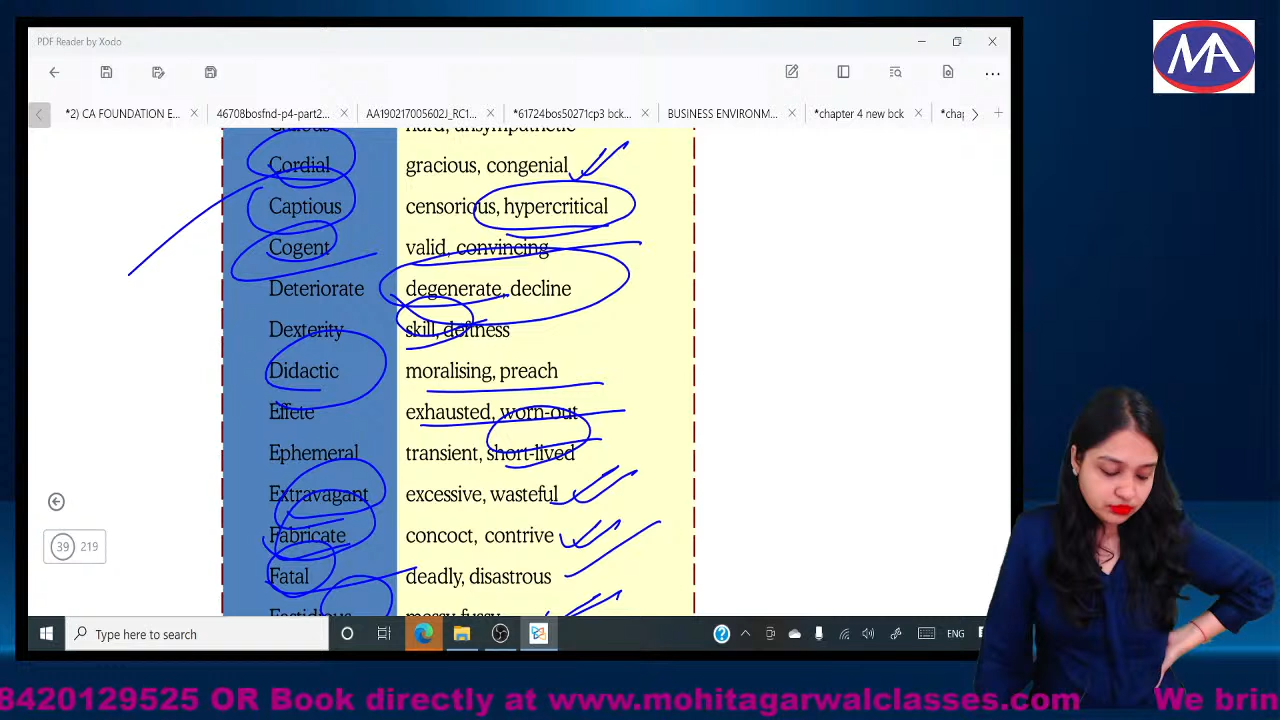 MA
PDF Reader by Xodo
*2) CA FOUNDATION E...
46708bosfnd-p4-part2...
AA190217005602J_RC1...
*61724bos50271cp3 bck...
BUSINESS ENVIRONM...
*chapter 4 new bck
*chap
hard, unsympathetic
Cordial gracious, congenial
Captious censorious, hypercritical
Cogent valid, convincing
Deteriorate degenerate, decline
Dexterity skill, deftness
Didactic moralising, preach
Effete exhausted, worn-out
Ephemeral transient, short-lived
Extravagant excessive, wasteful
Fabricate concoct, contrive
Fatal deadly, disastrous
39 219
Type here to search
ENG
8420129525 OR Book directly at www.mohitagarwalclasses.com We brin